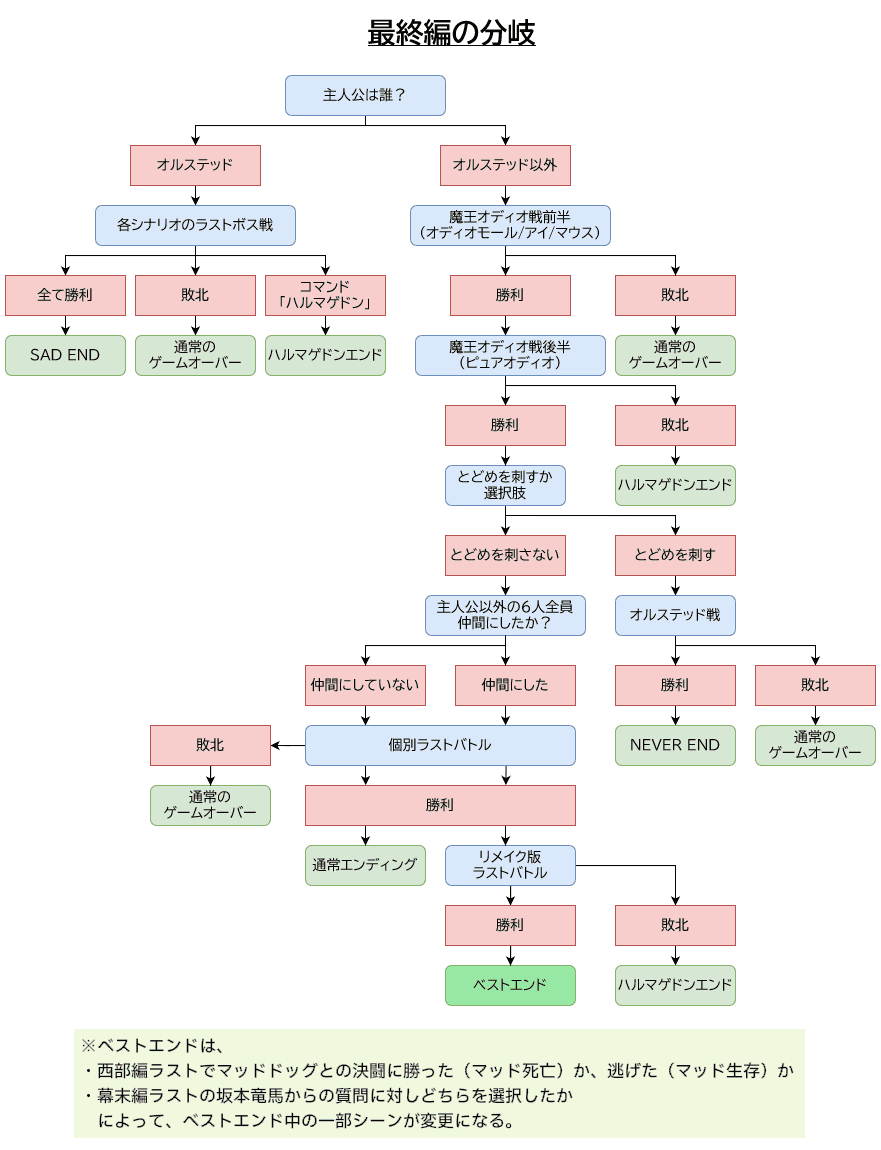 最終編の分岐
主人公は誰？
オルステッド
オルステッド以外
各シナリオのラストボス戦
魔王オディオ戦前半
（オディオモール/アイ/マウス）
全て勝利
敗北
コマンド
「ハルマゲドン」
勝利
敗北
SAD END
通常の
ゲームオーバー
ハルマゲドンエンド
魔王オディオ戦後半
（ピュアオディオ）
通常の
ゲームオーバー
勝利
敗北
とどめを刺すか
選択肢
ハルマゲドンエンド
とどめを刺さない
とどめを刺す
主人公以外の6人全員
仲間にしたか？
オルステッド戦
仲間にしていない
仲間にした
勝利
敗北
敗北
個別ラストバトル
NEVER END
通常の
ゲームオーバー
通常の
ゲームオーバー
勝利
通常エンディング
リメイク版
ラストバトル
勝利
敗北
ベストエンド
ハルマゲドンエンド
※ベストエンドは、
・西部編ラストでマッドドッグとの決闘に勝った（マッド死亡）か、逃げた（マッド生存）か
・幕末編ラストの坂本竜馬からの質問に対しどちらを選択したか
によって、ベストエンド中の一部シーンが変更になる。